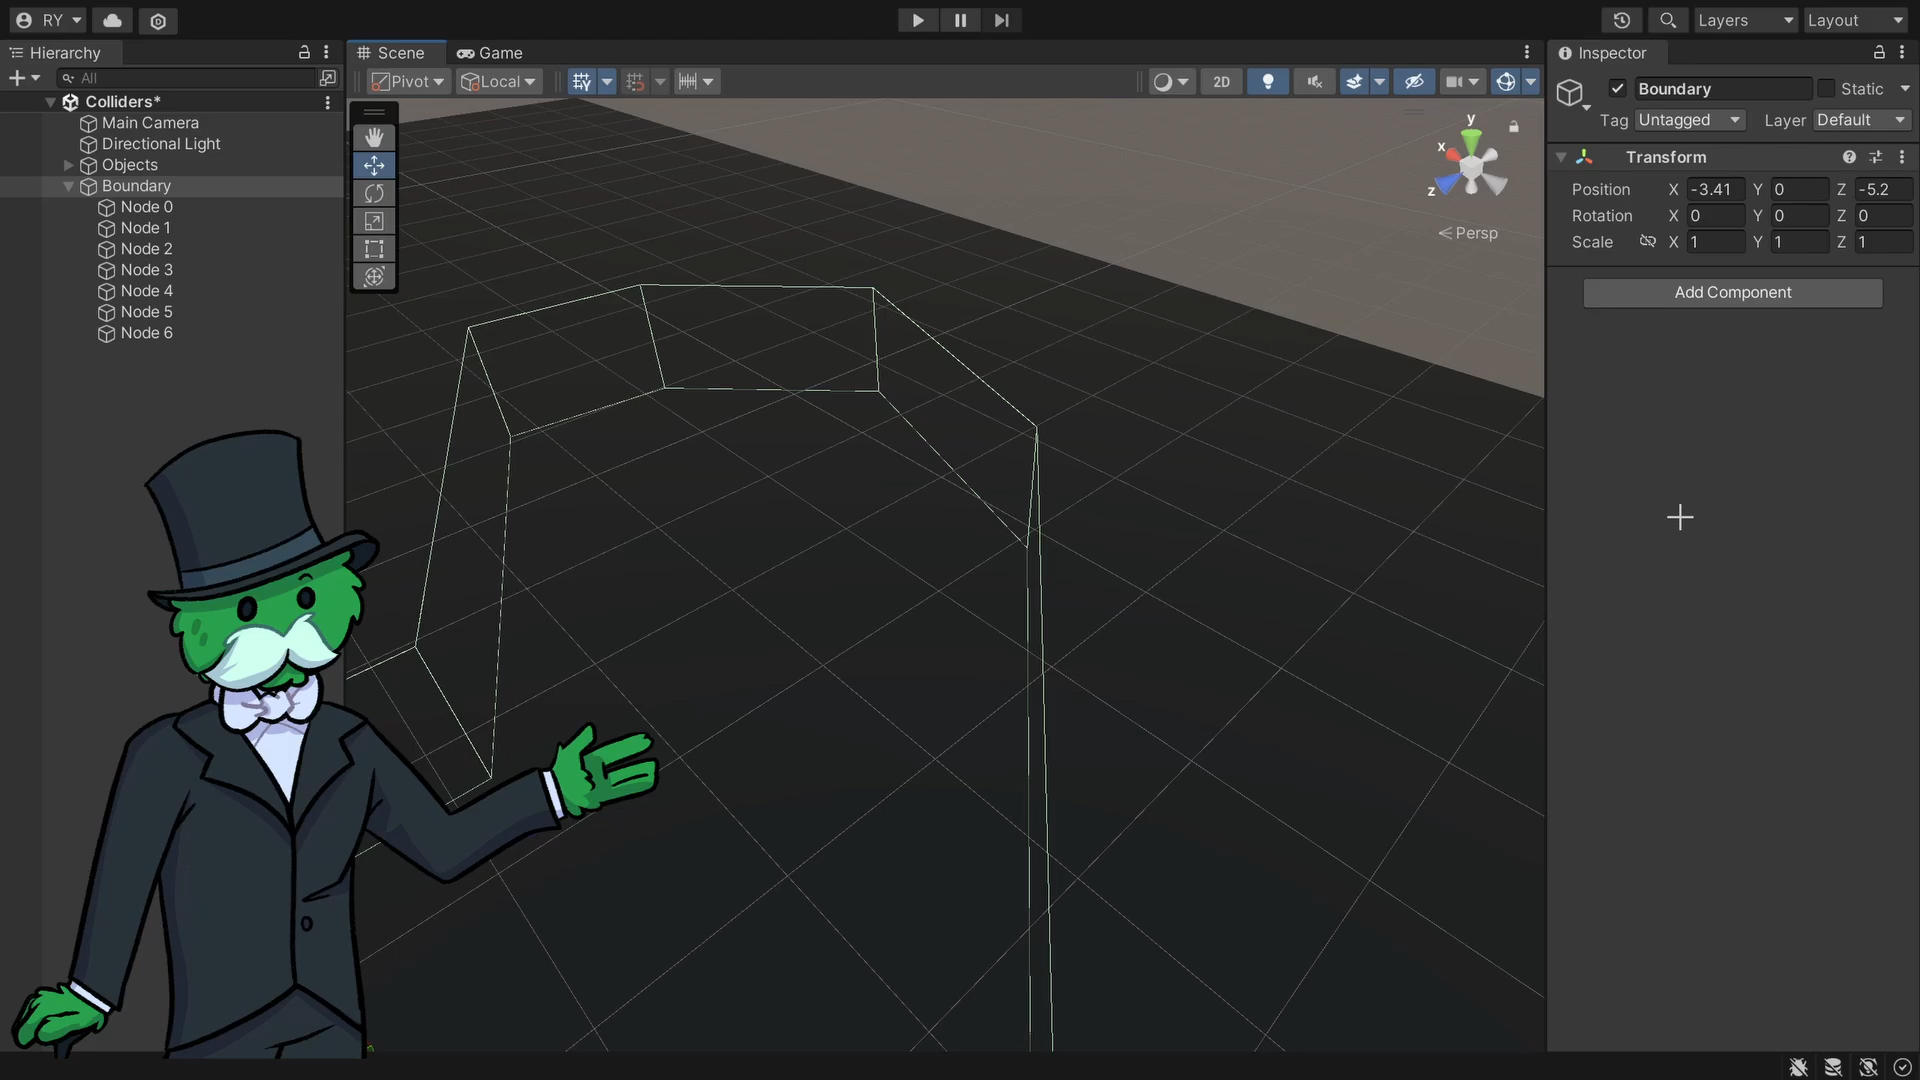 RY
Layers
Layout
Hierarchy
Scene
Game
Inspector
All
Pivot
Local
2D
Boundary
Static
Tag
Untagged
Layer
Default
Colliders*
Main Camera
Directional Light
Objects
Boundary
Node 0
Node 1
Node 2
Node 3
Node 4
Node 5
Node 6
y
x
z
Persp
Transform
Position X -3.41 Y 0 Z -5.2
Rotation X 0 Y 0 Z 0
Scale X 1 Y 1 Z 1
Add Component